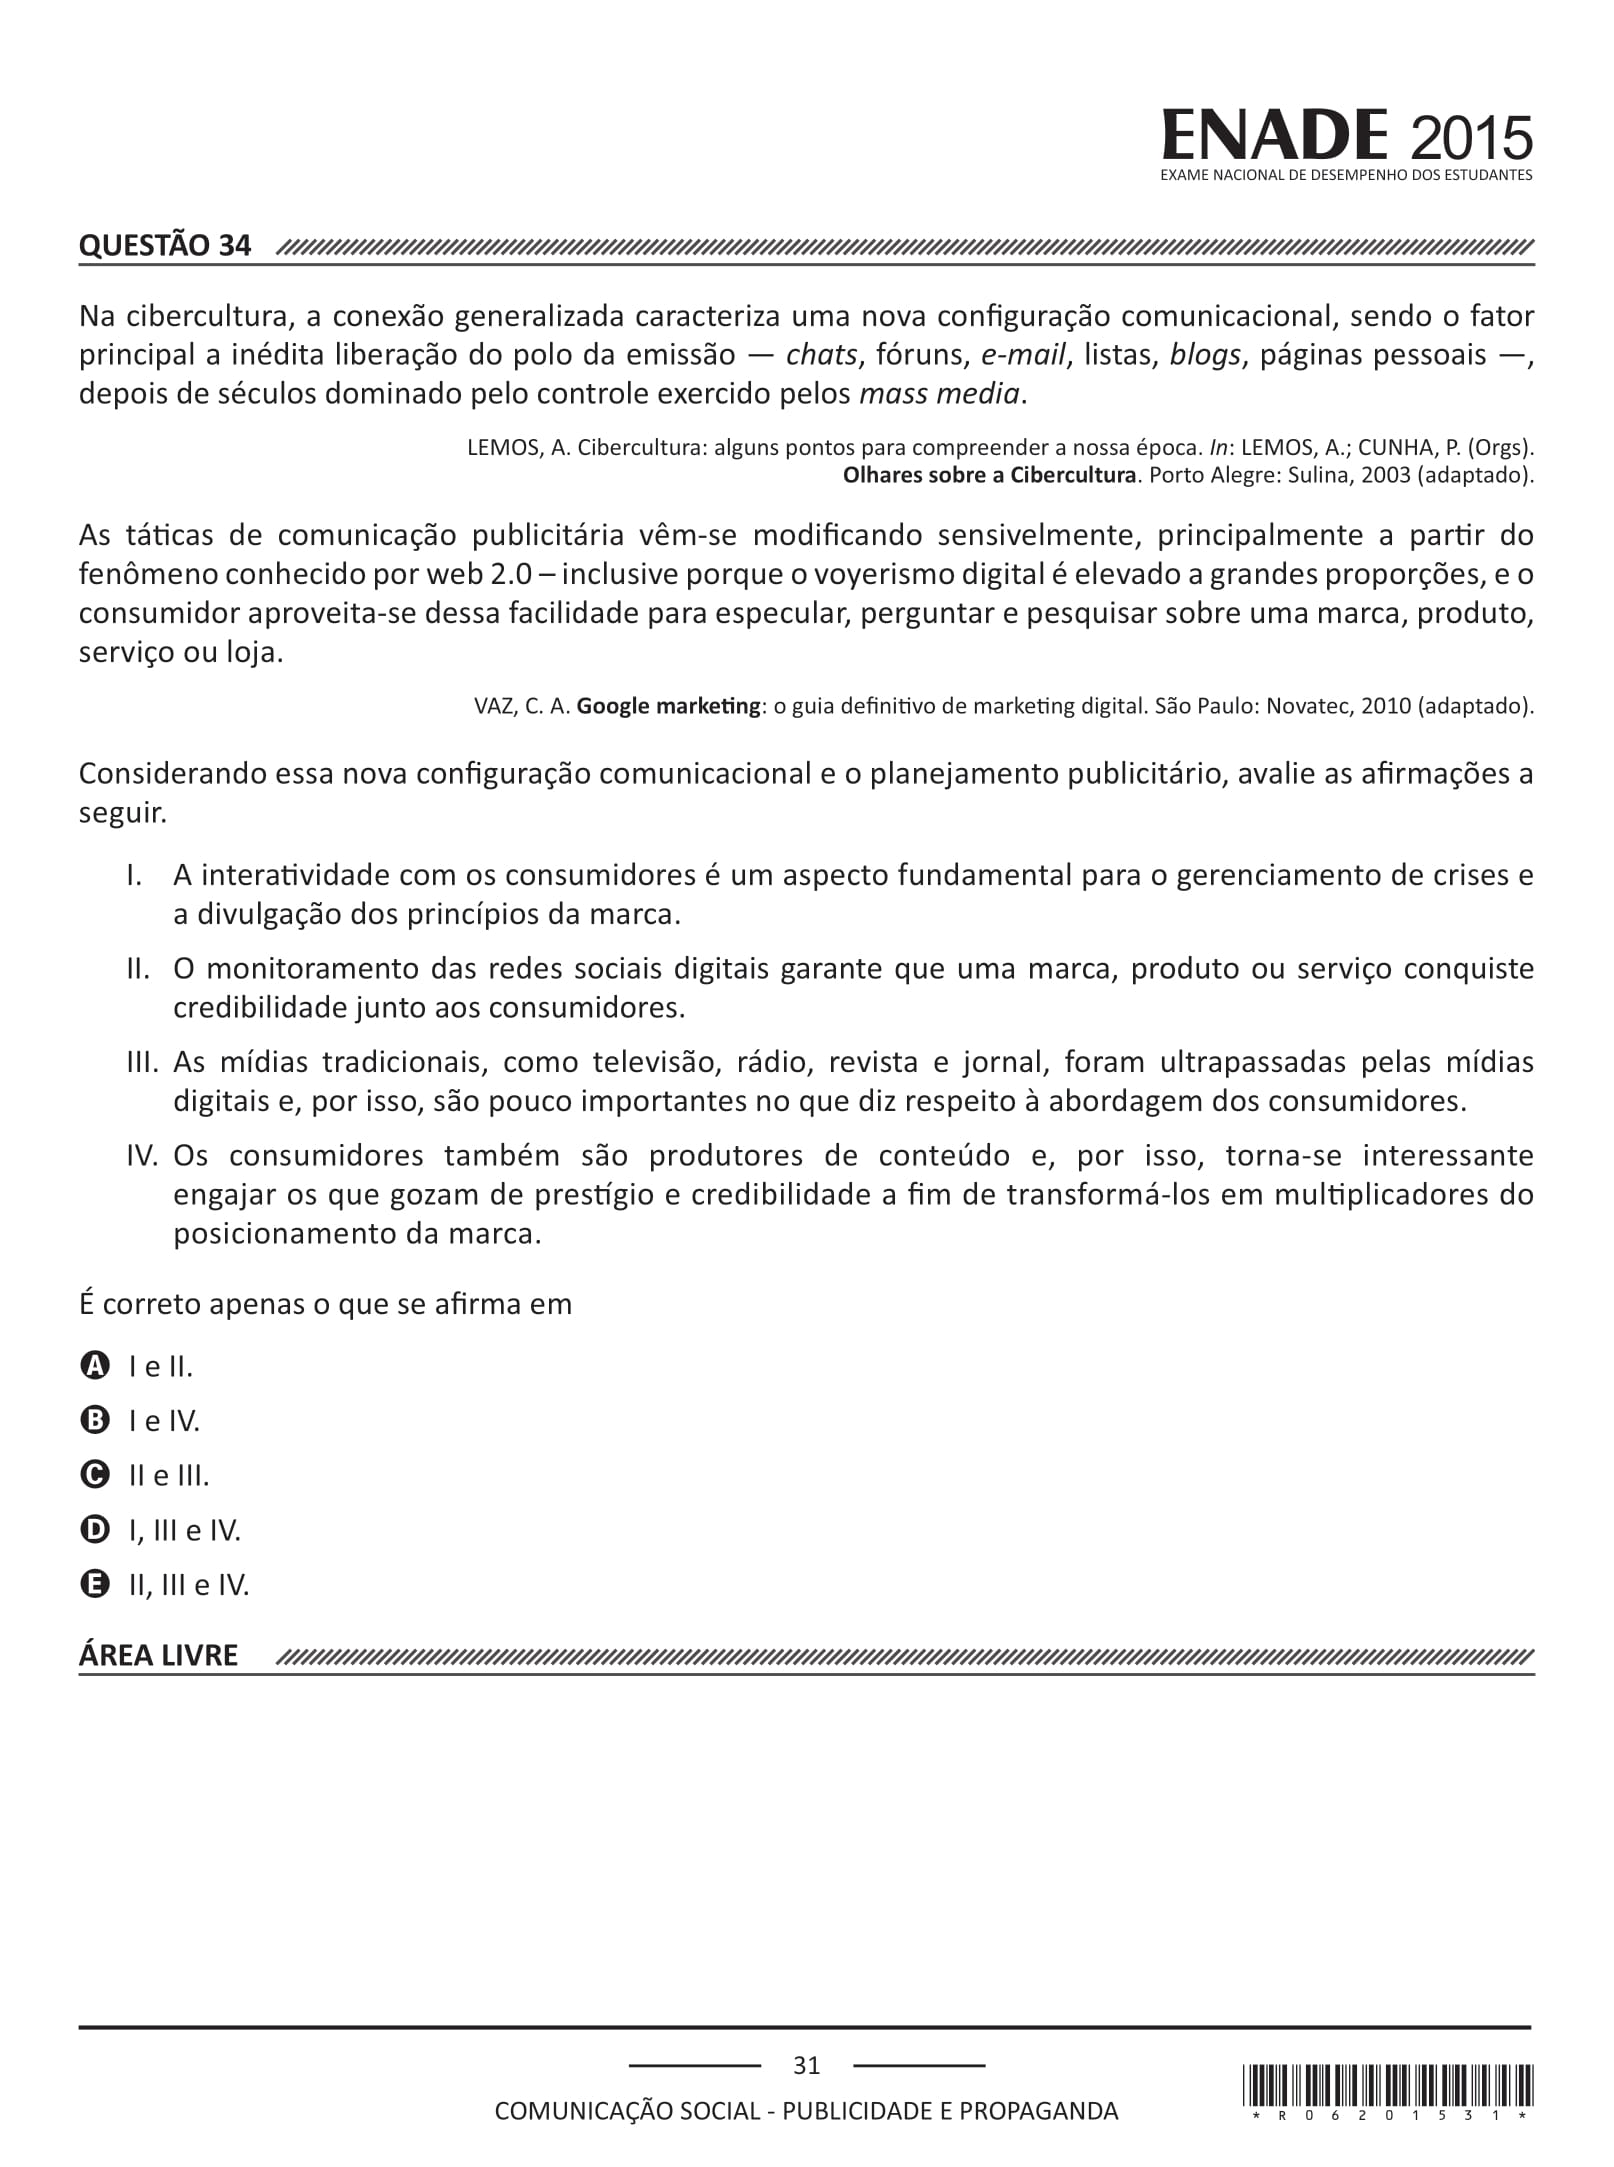 ENADE 2015
EXAME NACIONAL DE DESEMPENHO DOS ESTUDANTES
QUESTÃO 34
Na cibercultura, a conexão generalizada caracteriza uma nova configuração comunicacional, sendo o fator
principal a inédita liberação do polo da emissão — chats, fóruns, e-mail, listas, blogs, páginas pessoais —,
depois de séculos dominado pelo controle exercido pelos mass media.
LEMOS, A. Cibercultura: alguns pontos para compreender a nossa época. In: LEMOS, A.; CUNHA, P. (Orgs).
Olhares sobre a Cibercultura. Porto Alegre: Sulina, 2003 (adaptado).
As táticas de comunicação publicitária vêm-se modificando sensivelmente, principalmente a partir do
fenômeno conhecido por web 2.0 – inclusive porque o voyerismo digital é elevado a grandes proporções, e o
consumidor aproveita-se dessa facilidade para especular, perguntar e pesquisar sobre uma marca, produto,
serviço ou loja.
VAZ, C. A. Google marketing: o guia definitivo de marketing digital. São Paulo: Novatec, 2010 (adaptado).
Considerando essa nova configuração comunicacional e o planejamento publicitário, avalie as afirmações a
seguir.
I. A interatividade com os consumidores é um aspecto fundamental para o gerenciamento de crises e
a divulgação dos princípios da marca.
II. O monitoramento das redes sociais digitais garante que uma marca, produto ou serviço conquiste
credibilidade junto aos consumidores.
III. As mídias tradicionais, como televisão, rádio, revista e jornal, foram ultrapassadas pelas mídias
digitais e, por isso, são pouco importantes no que diz respeito à abordagem dos consumidores.
IV. Os consumidores também são produtores de conteúdo e, por isso, torna-se interessante
engajar os que gozam de prestígio e credibilidade a fim de transformá-los em multiplicadores do
posicionamento da marca.
É correto apenas o que se afirma em
A I e II.
B I e IV.
C II e III.
D I, III e IV.
E II, III e IV.
ÁREA LIVRE
31
COMUNICAÇÃO SOCIAL - PUBLICIDADE E PROPAGANDA
* R 0 6 2 0 1 5 3 1 *